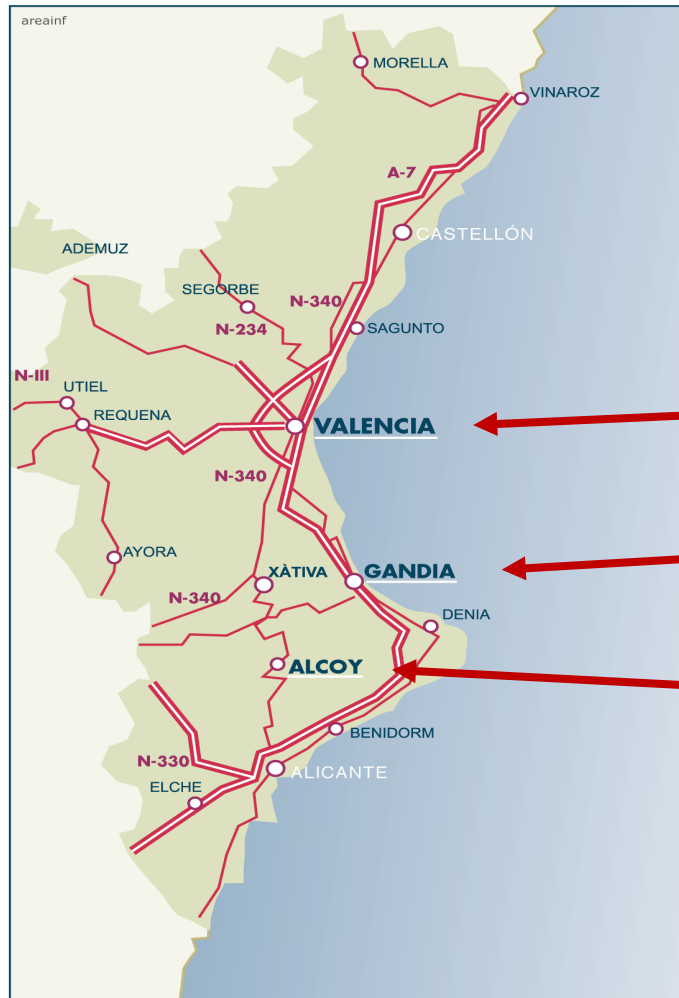 areainf
MORELLA
VINAROZ
A-7
CASTELLÓN
ADEMUZ
SEGORBE
N-340
N-234
SAGUNTO
N-III
UTIEL
REQUENA
VALENCIA
N-340
AYORA
XÀTIVA
GANDIA
N-340
DENIA
ALCOY
BENIDORM
N-330
ALICANTE
ELCHE